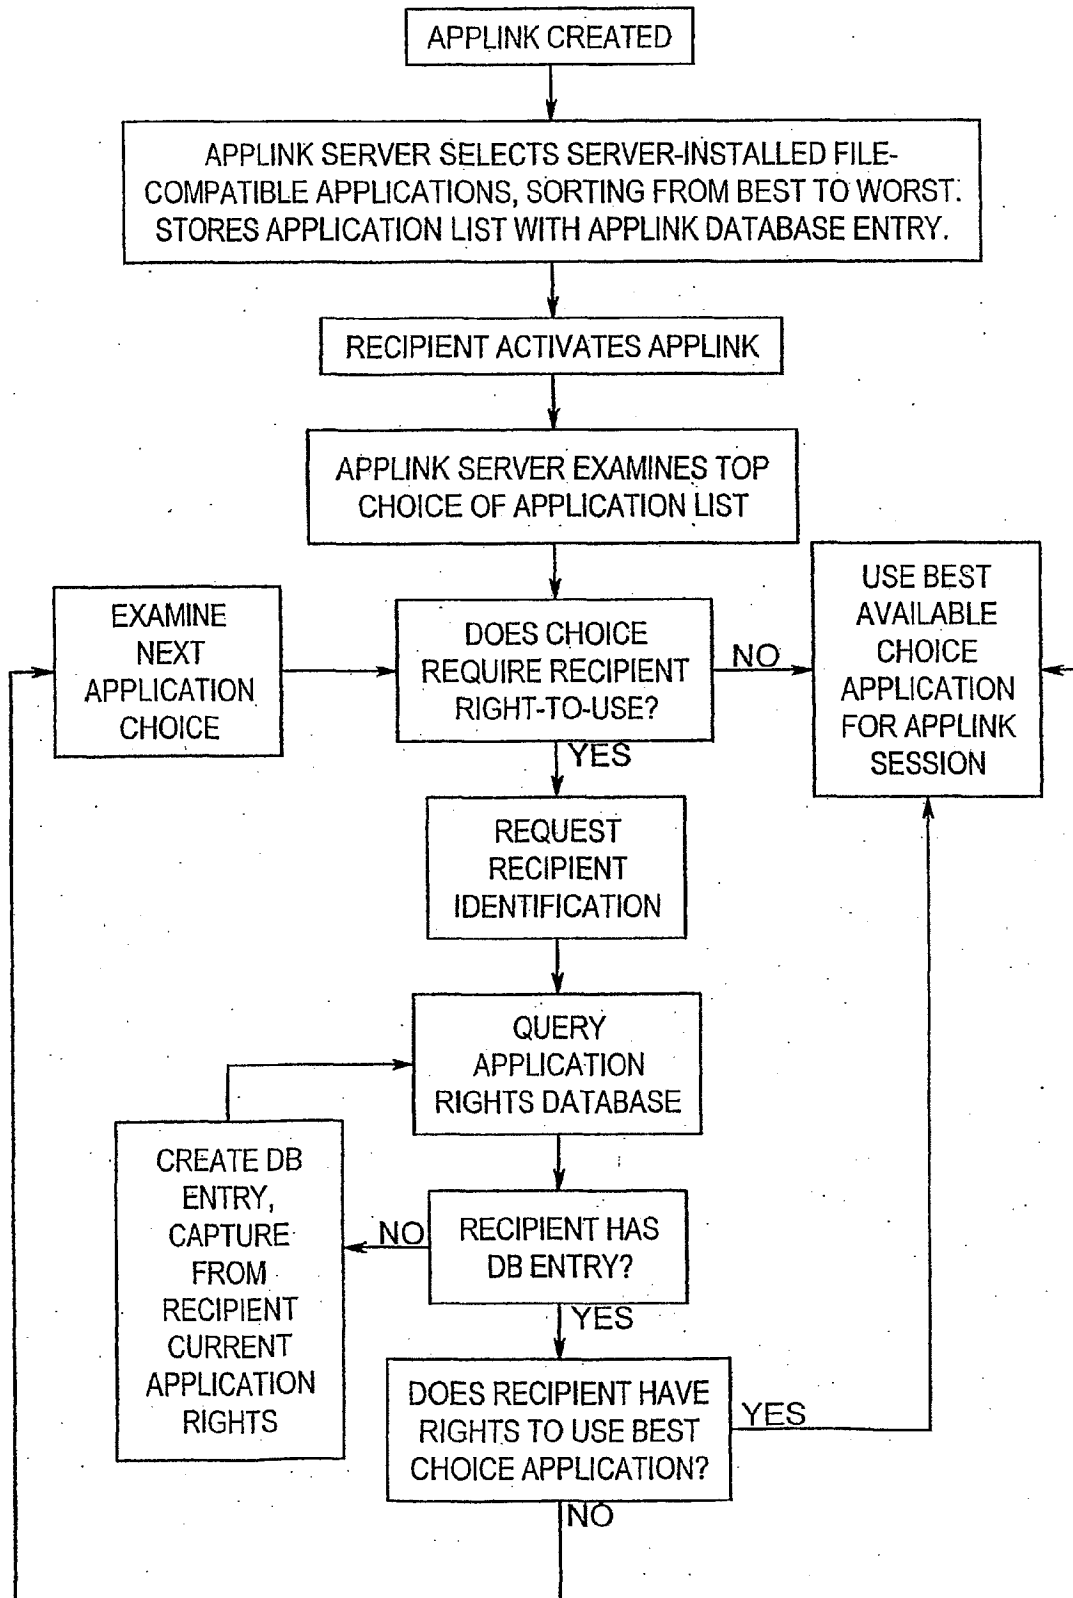 APPLINK CREATED
APPLINK SERVER SELECTS SERVER-INSTALLED FILE-
COMPATIBLE APPLICATIONS, SORTING FROM BEST TO WORST.
STORES APPLICATION LIST WITH APPLINK DATABASE ENTRY.
RECIPIENT ACTIVATES APPLINK
APPLINK SERVER EXAMINES TOP
CHOICE OF APPLICATION LIST
EXAMINE
NEXT
APPLICATION
CHOICE
DOES CHOICE
REQUIRE RECIPIENT
RIGHT-TO-USE?
NO
USE BEST
AVAILABLE
CHOICE
APPLICATION
FOR APPLINK
SESSION
YES
REQUEST
RECIPIENT
IDENTIFICATION
QUERY
APPLICATION
RIGHTS DATABASE
CREATE DB
ENTRY,
CAPTURE
FROM
RECIPIENT
CURRENT
APPLICATION
RIGHTS
NO
RECIPIENT HAS
DB ENTRY?
YES
DOES RECIPIENT HAVE
RIGHTS TO USE BEST
CHOICE APPLICATION?
YES
NO